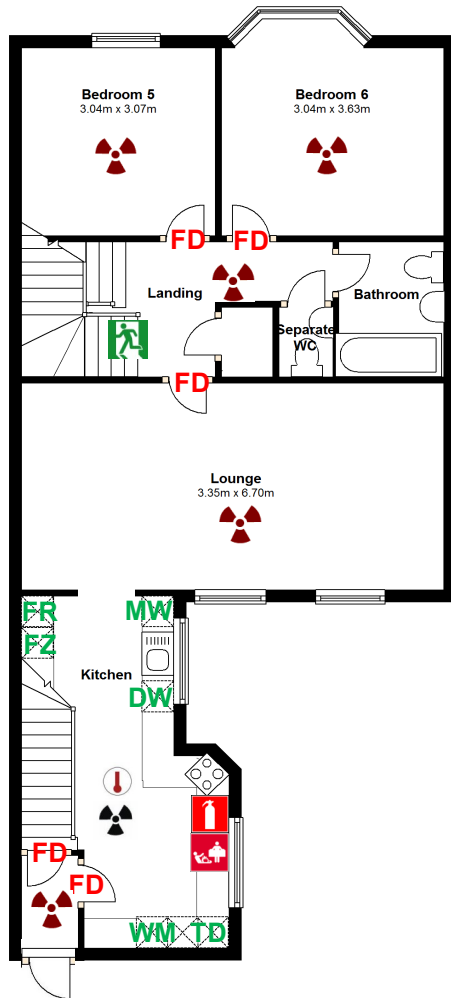 Bedroom 5
3.04m x 3.07m
Bedroom 6
3.04m x 3.63m
FD
FD
Landing
Bathroom
Separate
WC
FD
Lounge
3.35m x 6.70m
FR
MW
FZ
Kitchen
DW
FD
FD
WM
TD